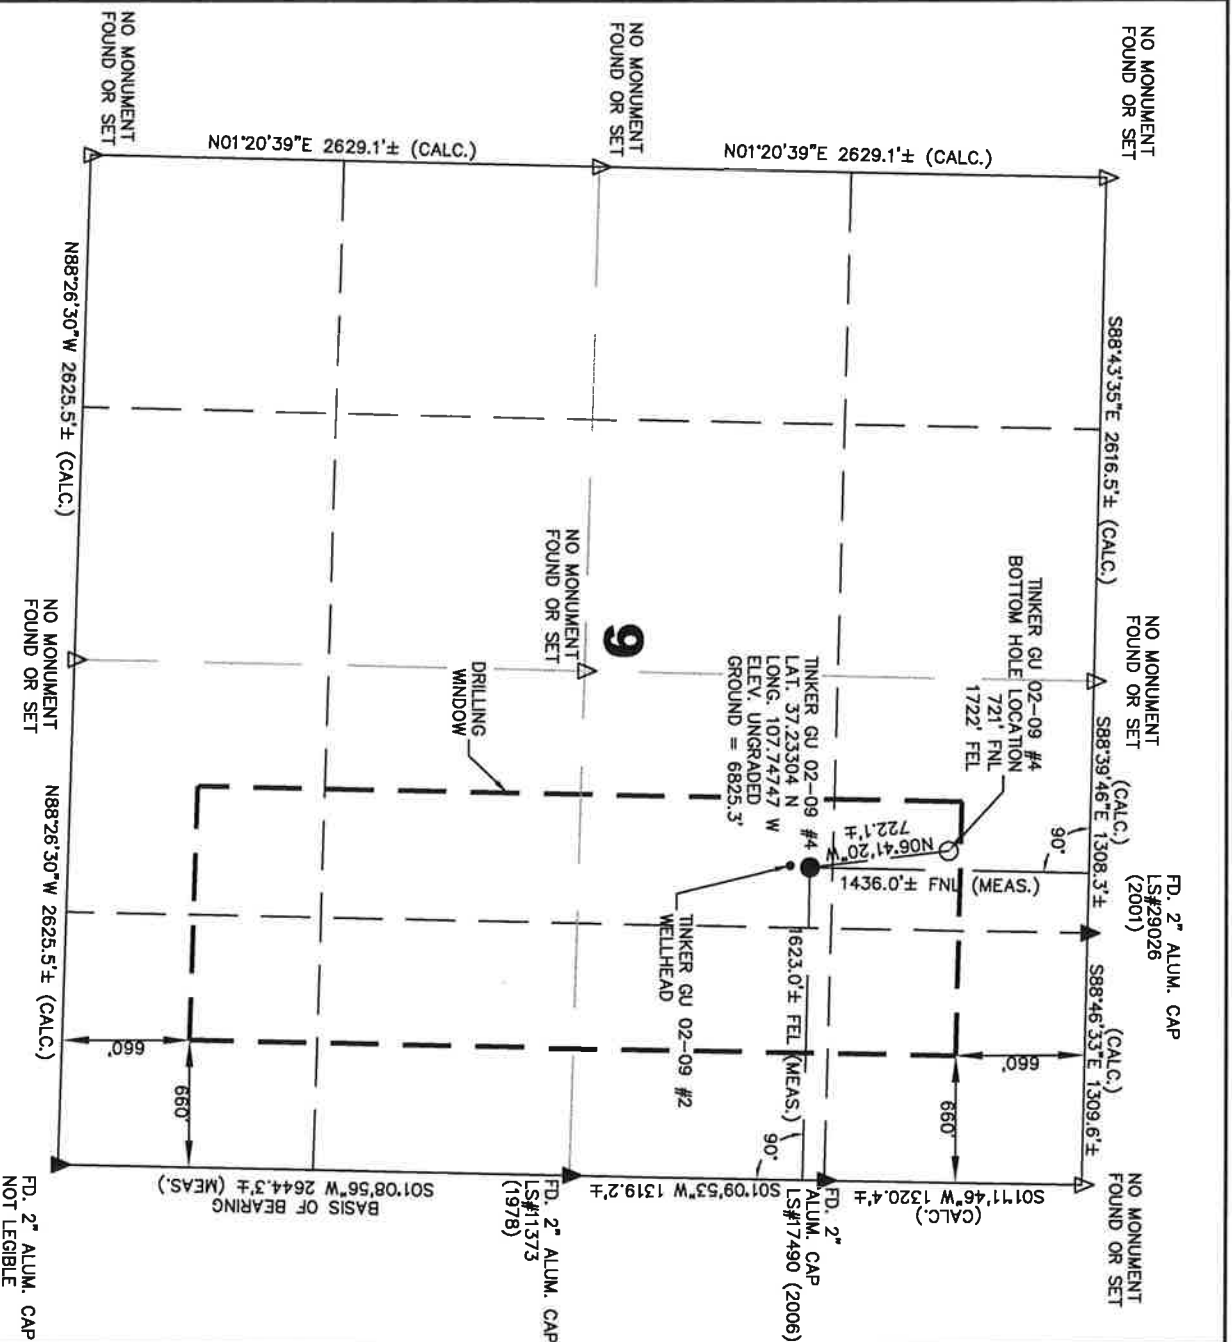 NO MONUMENT
FOUND OR SET
NO MONUMENT
FOUND OR SET
NO MONUMENT
FOUND OR SET
N01°20'39"E 2629.1'± (CALC.)
N01°20'39"E 2629.1'± (CALC.)
S88°43'35"E 2616.5'± (CALC.)
NO MONUMENT
FOUND OR SET
(CALC.)
S88°39'46"E 1308.3'±
FD. 2" ALUM. CAP
LS#29026
(2001)
(CALC.)
S88°46'33"E 1309.6'±
NO MONUMENT
FOUND OR SET
TINKER GU 02-09 #4
BOTTOM HOLE LOCATION
721' FNL
1722' FEL
90°
N06°41'20"W
722.1'±
1436.0'± FNL (MEAS.)
660'
660'
S01°11'46"W 1320.4'±
(CALC.)
TINKER GU 02-09 #4
LAT. 37.23304 N
LONG. 107.74747 W
ELEV. UNGRADED
GROUND = 6825.3'
9
NO MONUMENT
FOUND OR SET
1623.0'± FEL (MEAS.)
90°
FD. 2"
ALUM. CAP
LS#17490 (2006)
TINKER GU 02-09 #2
WELLHEAD
S01°09'53"W 1319.2'±
FD. 2" ALUM. CAP
LS#11373
(1978)
DRILLING
WINDOW
S01°08'56"W 2644.3'± (MEAS.)
BASIS OF BEARING
660'
660'
N88°26'30"W 2625.5'± (CALC.)
NO MONUMENT
FOUND OR SET
N88°26'30"W 2625.5'± (CALC.)
FD. 2" ALUM. CAP
NOT LEGIBLE